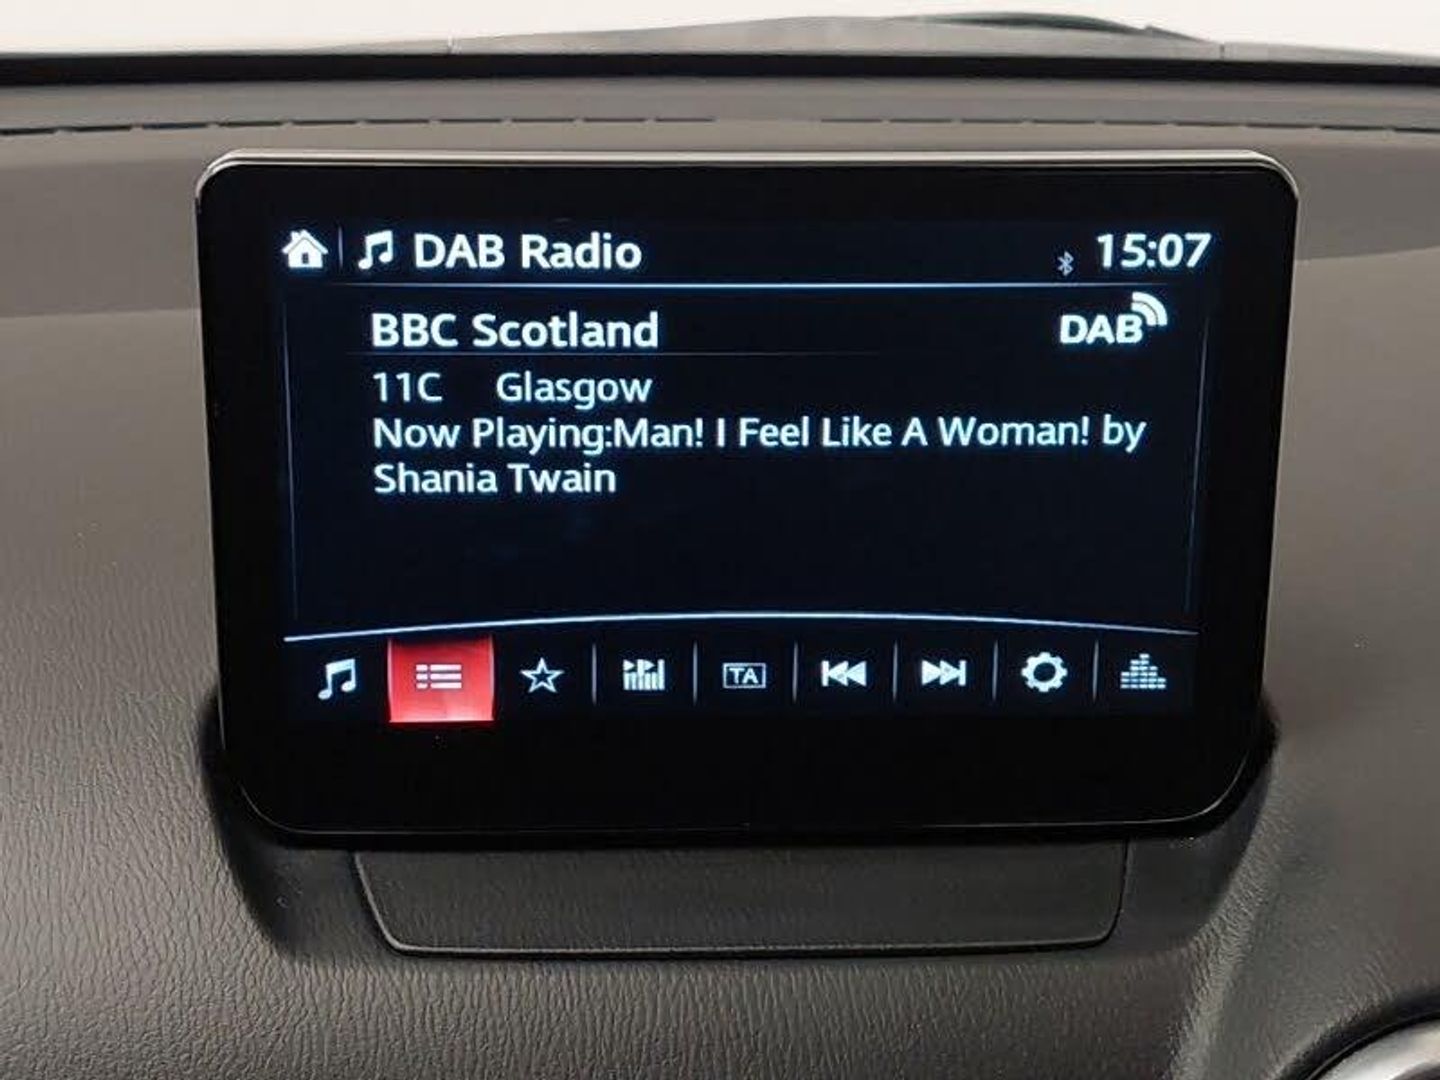 DAB Radio 15:07
BBC Scotland DAB
11C Glasgow
Now Playing:Man! I Feel Like A Woman! by
Shania Twain
TA